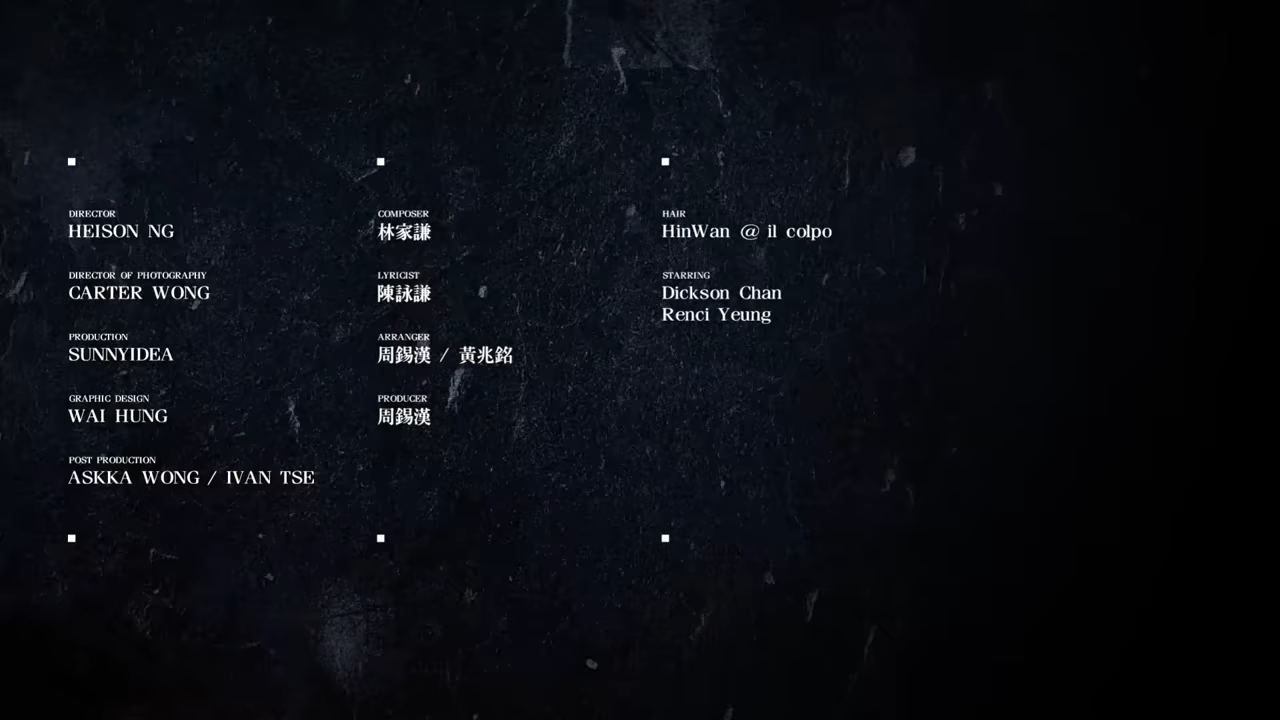 DIRECTOR
HEISON NG
DIRECTOR OF PHOTOGRAPHY
CARTER WONG
PRODUCTION
SUNNYIDEA
GRAPHIC DESIGN
WAI HUNG
POST PRODUCTION
ASKKA WONG / IVAN TSE
COMPOSER
林家謙
LYRICIST
陳詠謙
ARRANGER
周錫漢 / 黃兆銘
PRODUCER
周錫漢
HAIR
HinWan @ il colpo
STARRING
Dickson Chan
Renci Yeung